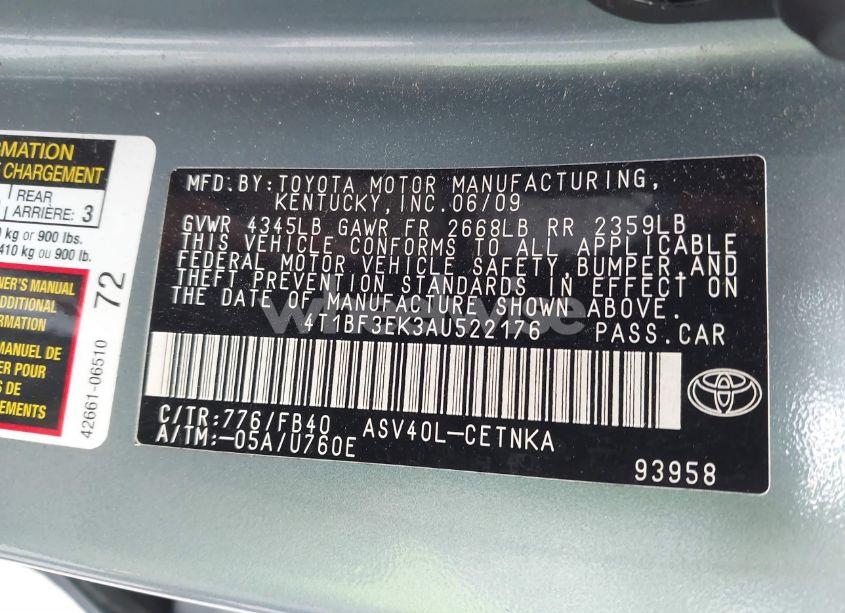 RMATION
CHARGEMENT
REAR
ARRIÈRE: 3
kg or 900 lbs.
410 kg ou 900 lb.
NER'S MANUAL
ADDITIONAL
ORMATION
MANUEL DE
POUR
S DE
NEMENTS
42661-06510
72
MFD.BY:TOYOTA MOTOR MANUFACTURING,
KENTUCKY,INC.06/09
GVWR 4345LB GAWR FR 2668LB RR 2359LB
THIS VEHICLE CONFORMS TO ALL APPLICABLE
FEDERAL MOTOR VEHICLE SAFETY,BUMPER,AND
THEFT PREVENTION STANDARDS IN EFFECT ON
THE DATE OF MANUFACTURE SHOWN ABOVE.
4T1BF3EK3AU522176 PASS.CAR
C/TR:776/FB40 ASV40L-CETNKA
A/TM:-05A/U760E
93958